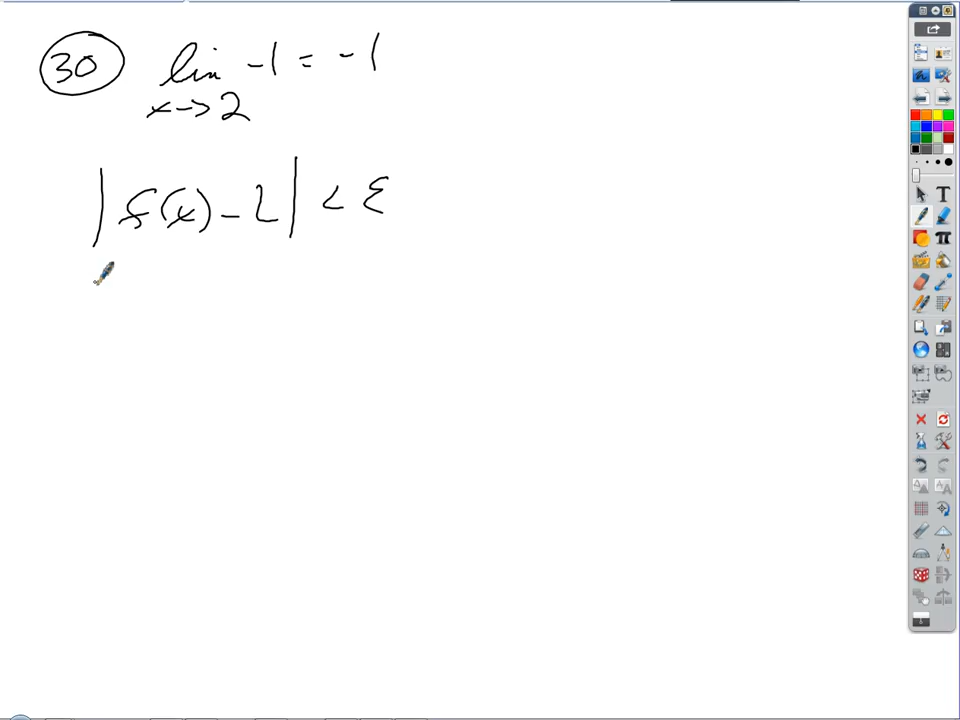 30 lim -1 = -1
x→2
|f(x) - L| < ε